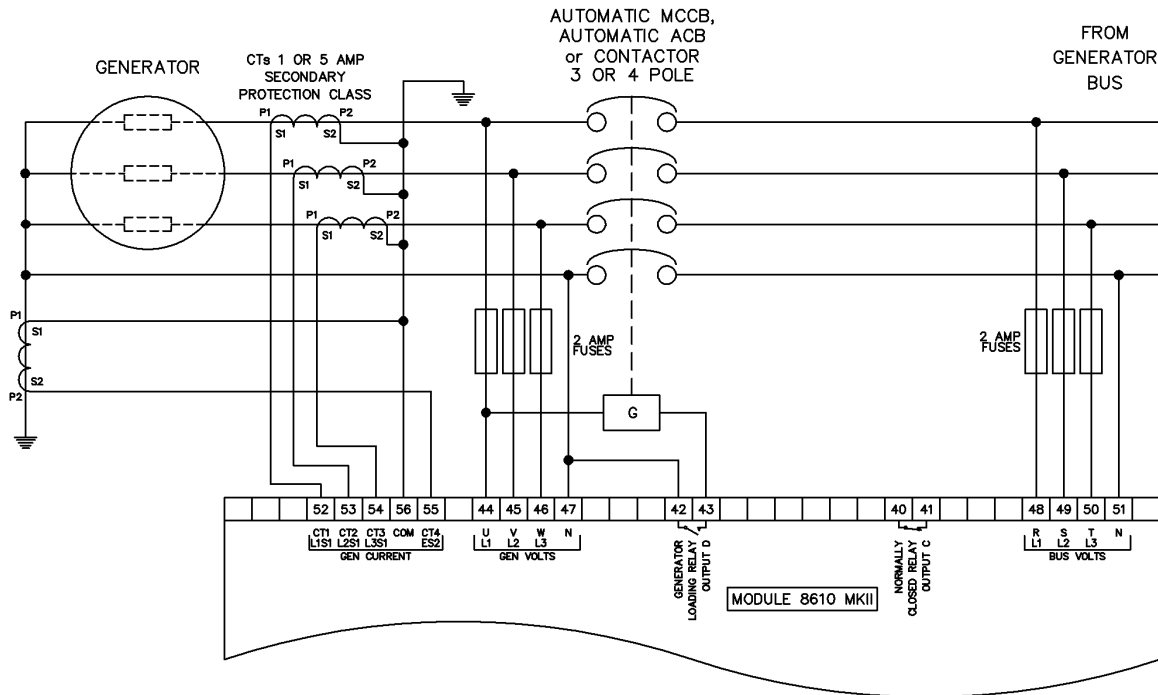 AUTOMATIC MCCB,
AUTOMATIC ACB
or CONTACTOR
3 OR 4 POLE
FROM
GENERATOR
BUS
GENERATOR
CTs 1 OR 5 AMP
SECONDARY
PROTECTION CLASS
P1
P2
S1
S2
P1
P2
S1
S2
P1
P2
S1
S2
P1
S1
S2
P2
2 AMP
FUSES
2 AMP
FUSES
G
52 53 54 56 55 44 45 46 47 42 43 40 41 48 49 50 51
CT1 CT2 CT3 COM CT4
L1S1 L2S1 L3S1 ES2
GEN CURRENT
U V W N
L1 L2 L3
GEN VOLTS
GENERATOR
LOADING RELAY
OUTPUT D
MODULE 8610 MKII
NORMALLY
CLOSED RELAY
OUTPUT C
R S T N
L1 L2 L3
BUS VOLTS